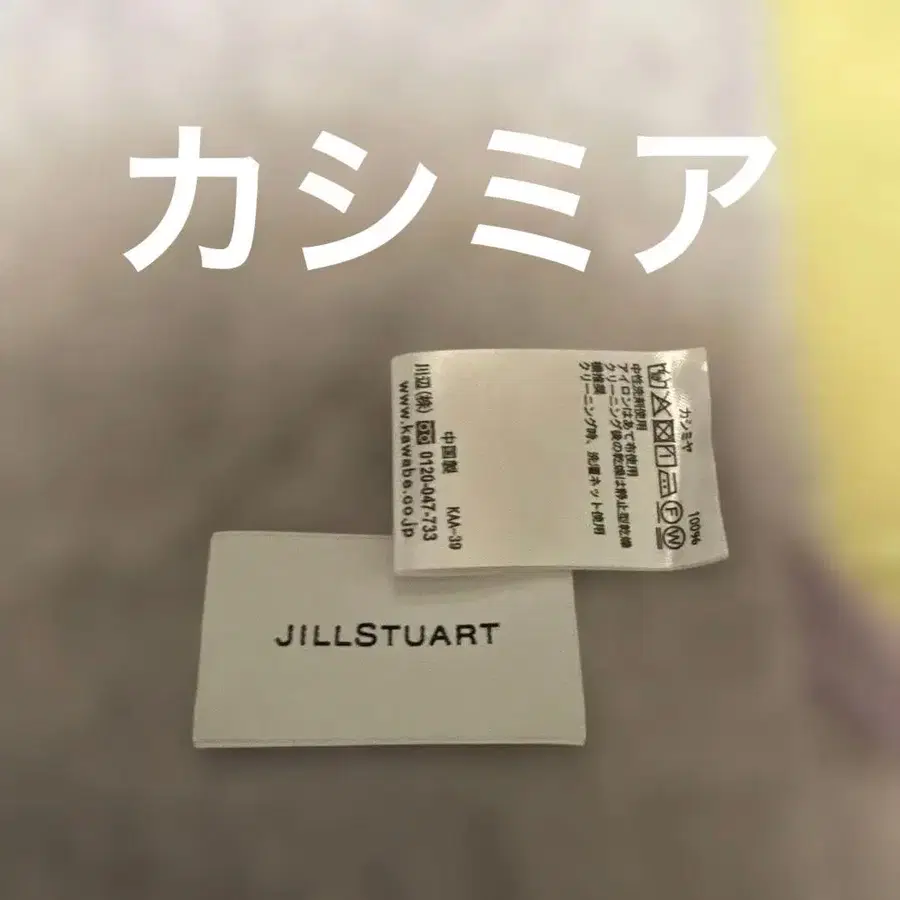 カシミア
カシミヤ 100%
中性洗剤使用
アイロンはあて布使用
クリーニング後の乾燥は静止型乾燥
機推奨
クリーニング時、洗濯ネット使用
中国製 KAA-39
川辺(株) 0120-047-733
www.kawabe.co.jp
JILLSTUART